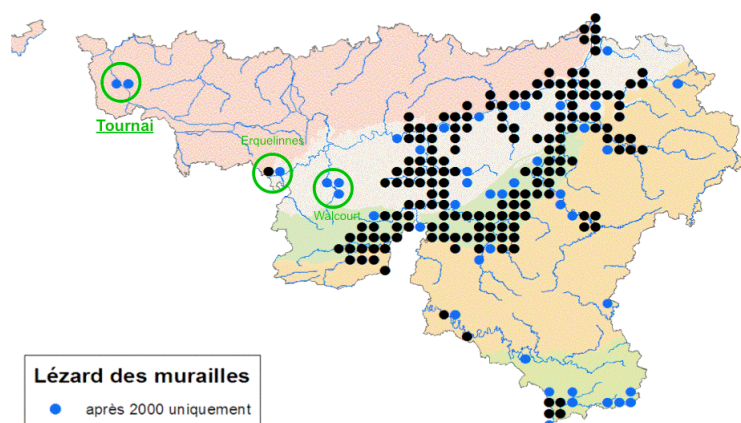 Tournai
Erquelinnes
Walcourt
Lézard des murailles
après 2000 uniquement